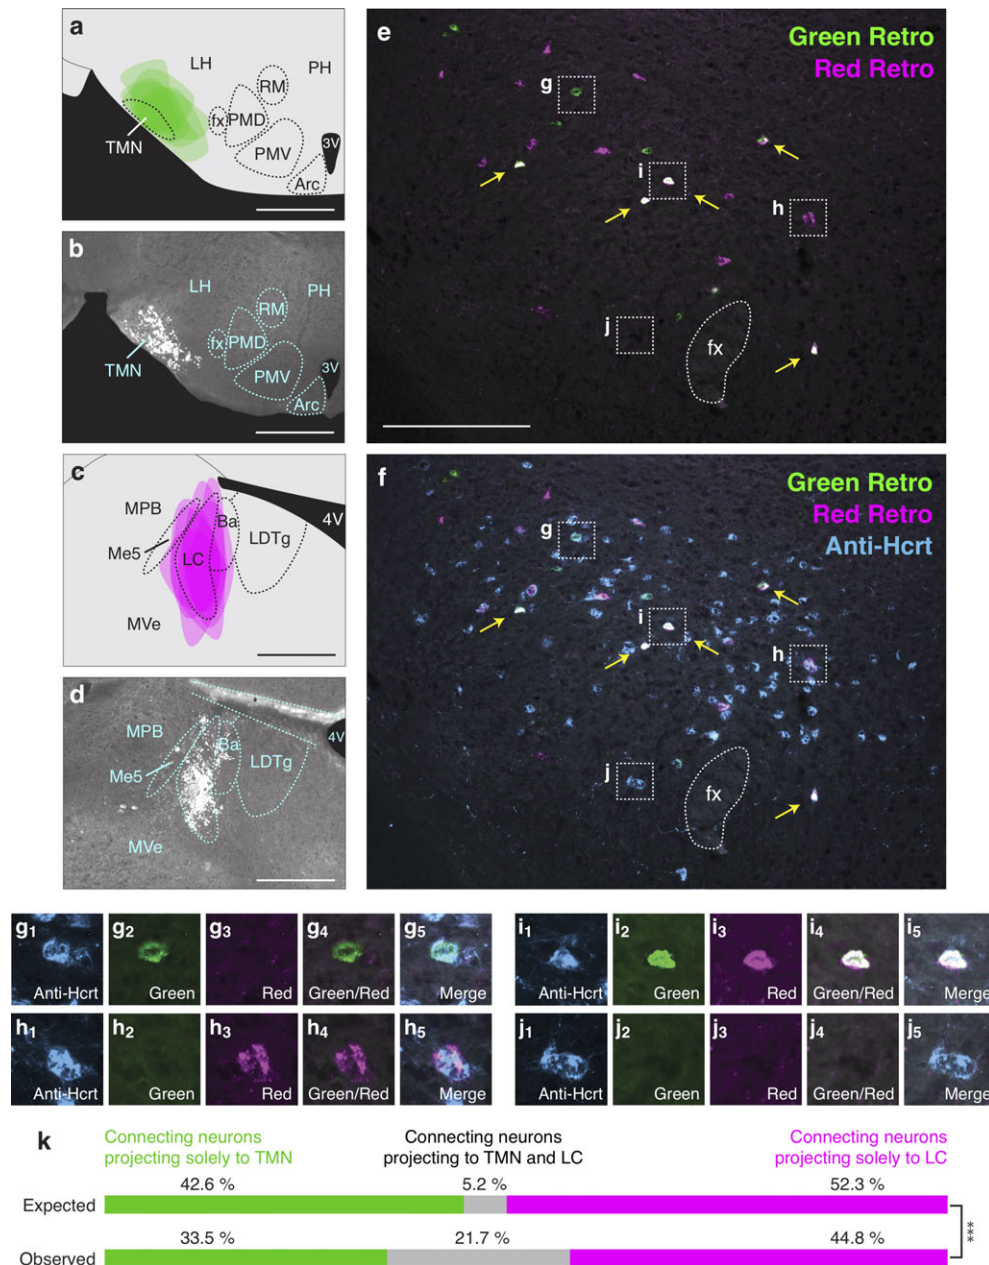 a
LH
PH
RM
fx
PMD
TMN
PMV
3V
Arc
b
LH
PH
RM
fx
PMD
TMN
PMV
3V
Arc
c
MPB
Ba
4V
Me5
LDTg
LC
MVe
d
MPB
Ba
4V
LDTg
Me5
MVe
e
Green Retro
Red Retro
g
i
h
j
fx
f
Green Retro
Red Retro
Anti-Hcrt
g
i
h
j
fx
g1 g2 g3 g4 g5
Anti-Hcrt Green Red Green/Red Merge
h1 h2 h3 h4 h5
Anti-Hcrt Green Red Green/Red Merge
i1 i2 i3 i4 i5
Anti-Hcrt Green Red Green/Red Merge
j1 j2 j3 j4 j5
Anti-Hcrt Green Red Green/Red Merge
k
Connecting neurons
projecting solely to TMN
Connecting neurons
projecting to TMN and LC
Connecting neurons
projecting solely to LC
42.6 % 5.2 % 52.3 %
Expected
***
33.5 % 21.7 % 44.8 %
Observed